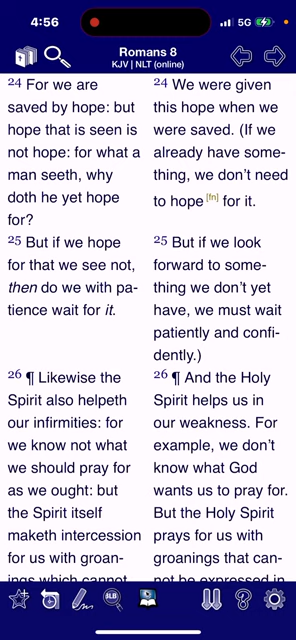 4:56
5G
Romans 8
KJV | NLT (online)
24 For we are
saved by hope: but
hope that is seen is
not hope: for what a
man seeth, why
doth he yet hope
for?
25 But if we hope
for that we see not,
then do we with pa-
tience wait for it.
26 ¶ Likewise the
Spirit also helpeth
our infirmities: for
we know not what
we should pray for
as we ought: but
the Spirit itself
maketh intercession
for us with groan-
ings which cannot
24 We were given
this hope when we
were saved. (If we
already have some-
thing, we don’t need
to hope [fn] for it.
25 But if we look
forward to some-
thing we don’t yet
have, we must wait
patiently and confi-
dently.)
26 ¶ And the Holy
Spirit helps us in
our weakness. For
example, we don’t
know what God
wants us to pray for.
But the Holy Spirit
prays for us with
groanings that can-
not be expressed in
BLB